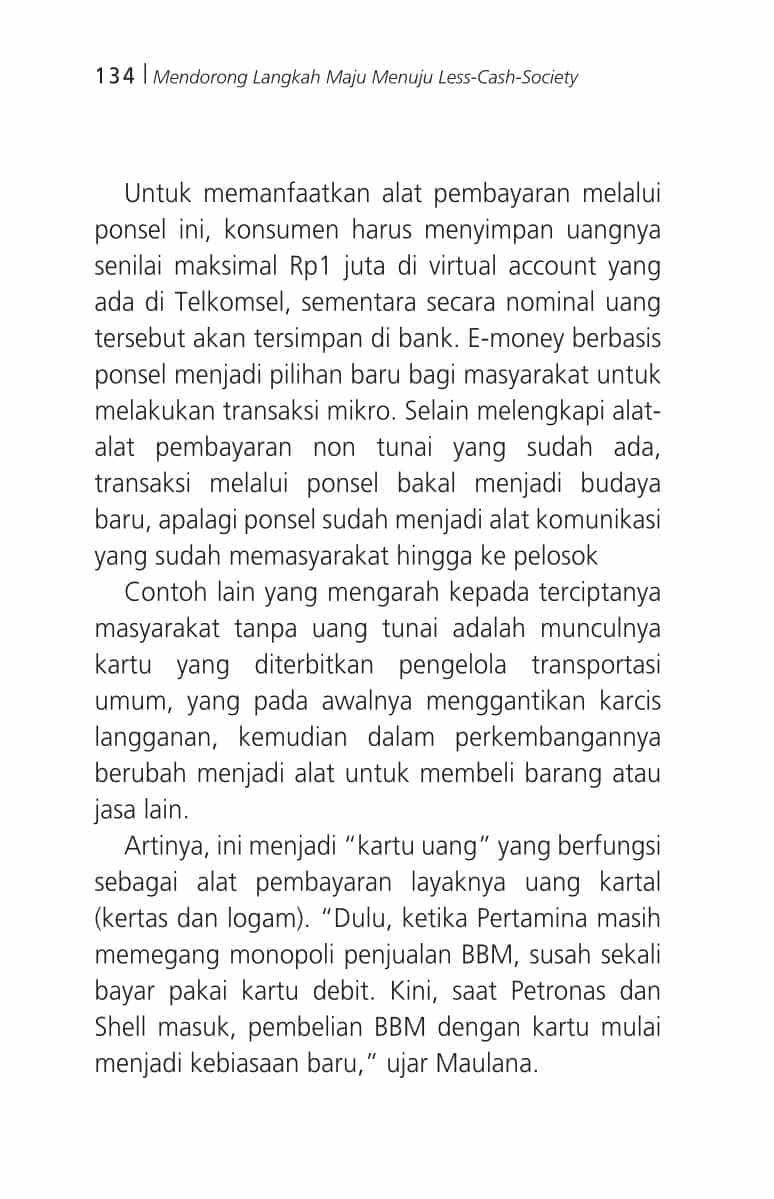 134 | Mendorong Langkah Maju Menuju Less-Cash-Society
Untuk memanfaatkan alat pembayaran melalui
ponsel ini, konsumen harus menyimpan uangnya
senilai maksimal Rp1 juta di virtual account yang
ada di Telkomsel, sementara secara nominal uang
tersebut akan tersimpan di bank. E-money berbasis
ponsel menjadi pilihan baru bagi masyarakat untuk
melakukan transaksi mikro. Selain melengkapi alat-
alat pembayaran non tunai yang sudah ada,
transaksi melalui ponsel bakal menjadi budaya
baru, apalagi ponsel sudah menjadi alat komunikasi
yang sudah memasyarakat hingga ke pelosok
Contoh lain yang mengarah kepada terciptanya
masyarakat tanpa uang tunai adalah munculnya
kartu yang diterbitkan pengelola transportasi
umum, yang pada awalnya menggantikan karcis
langganan, kemudian dalam perkembangannya
berubah menjadi alat untuk membeli barang atau
jasa lain.
Artinya, ini menjadi “kartu uang” yang berfungsi
sebagai alat pembayaran layaknya uang kartal
(kertas dan logam). “Dulu, ketika Pertamina masih
memegang monopoli penjualan BBM, susah sekali
bayar pakai kartu debit. Kini, saat Petronas dan
Shell masuk, pembelian BBM dengan kartu mulai
menjadi kebiasaan baru,” ujar Maulana.